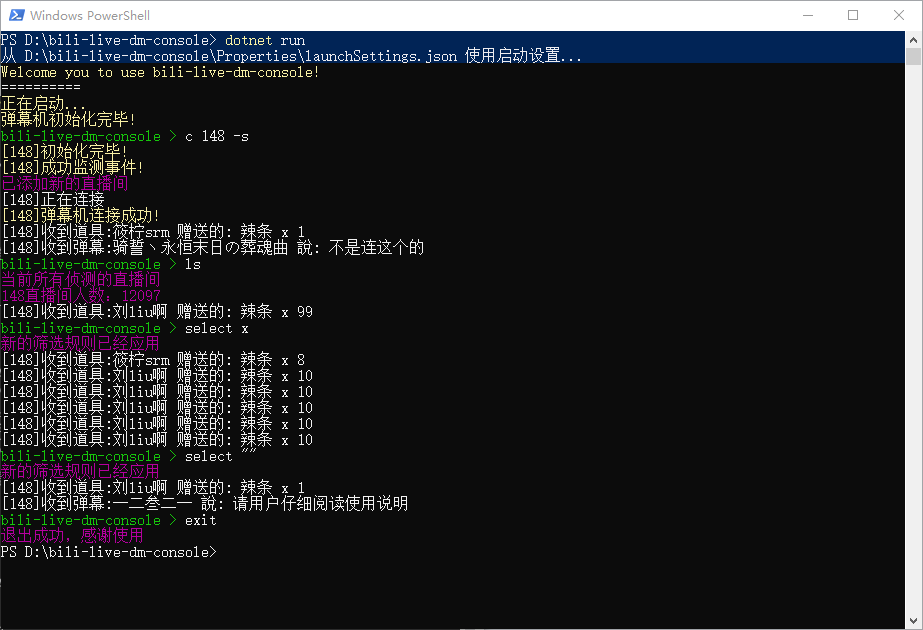 Windows PowerShell
PS D:\bili-live-dm-console> dotnet run
从 D:\bili-live-dm-console\Properties\launchSettings.json 使用启动设置...
Welcome you to use bili-live-dm-console!
==========
正在启动...
弹幕机初始化完毕!
bili-live-dm-console > c 148 -s
[148]初始化完毕!
[148]成功监测事件!
已添加新的直播间
[148]正在连接
[148]弹幕机连接成功!
[148]收到道具:筱柠srm 赠送的: 辣条 x 1
[148]收到弹幕:骑誓丶永恒末日の葬魂曲 說: 不是连这个的
bili-live-dm-console > ls
当前所有侦测的直播间
148直播间人数: 12097
[148]收到道具:刘liu啊 赠送的: 辣条 x 99
bili-live-dm-console > select x
新的筛选规则已经应用
[148]收到道具:筱柠srm 赠送的: 辣条 x 8
[148]收到道具:刘liu啊 赠送的: 辣条 x 10
[148]收到道具:刘liu啊 赠送的: 辣条 x 10
[148]收到道具:刘liu啊 赠送的: 辣条 x 10
[148]收到道具:刘liu啊 赠送的: 辣条 x 10
[148]收到道具:刘liu啊 赠送的: 辣条 x 10
bili-live-dm-console > select ""
新的筛选规则已经应用
[148]收到道具:刘liu啊 赠送的: 辣条 x 1
[148]收到弹幕:一二叁二一 說: 请用户仔细阅读使用说明
bili-live-dm-console > exit
退出成功，感谢使用
PS D:\bili-live-dm-console>